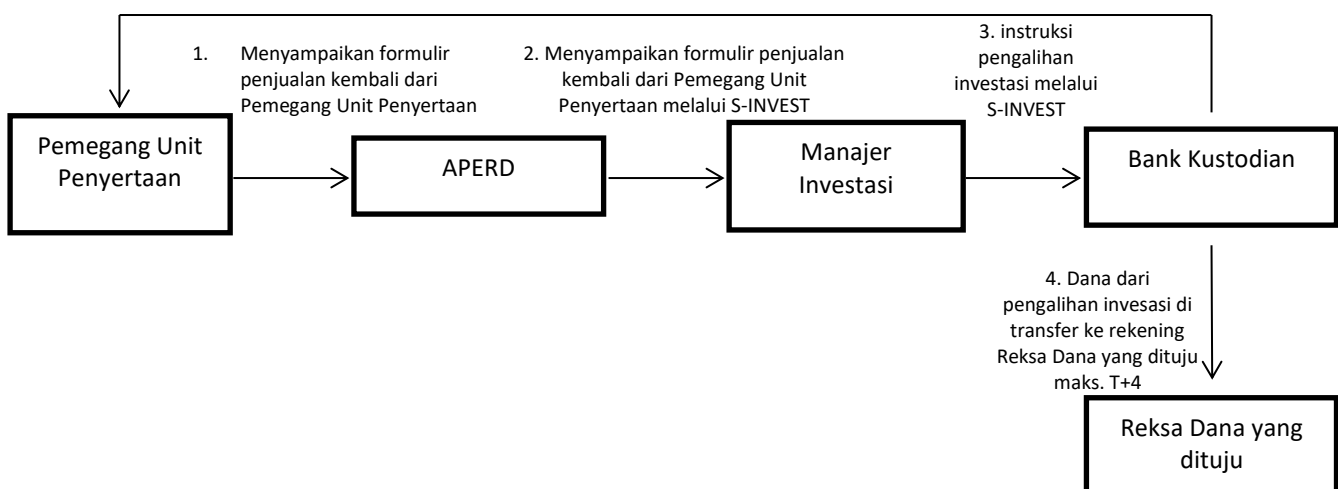 1. Menyampaikan formulir
penjualan kembali dari
Pemegang Unit Penyertaan
2. Menyampaikan formulir penjualan
kembali dari Pemegang Unit
Penyertaan melalui S-INVEST
3. instruksi
pengalihan
investasi melalui
S-INVEST
Pemegang Unit
Penyertaan
APERD
Manajer
Investasi
Bank Kustodian
4. Dana dari
pengalihan invesasi di
transfer ke rekening
Reksa Dana yang dituju
maks. T+4
Reksa Dana yang
dituju